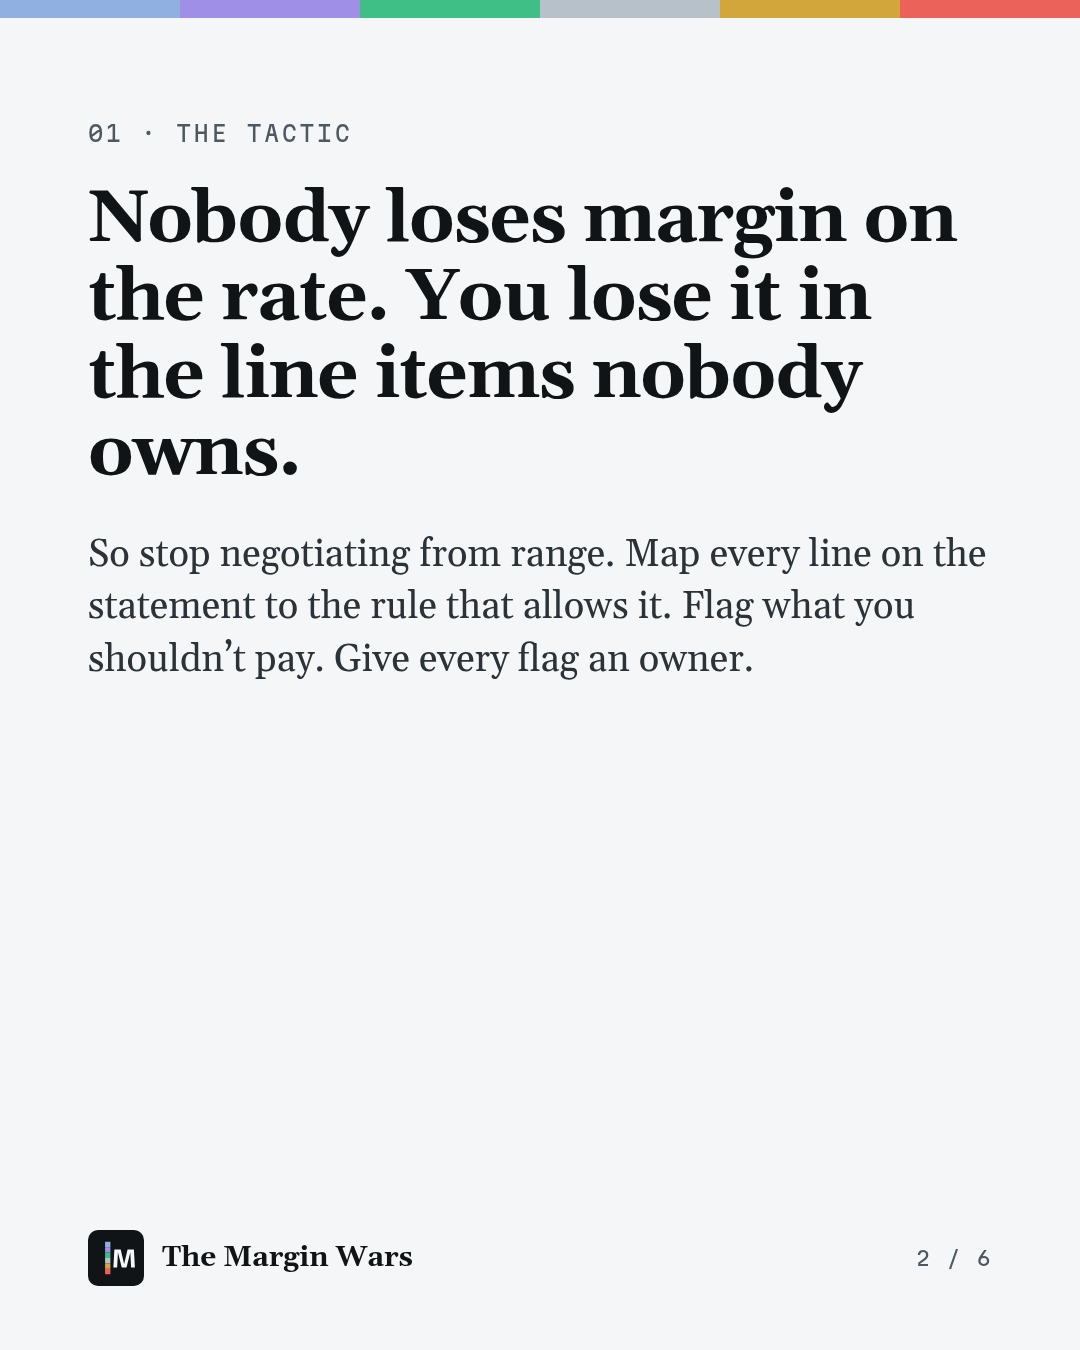 01 · THE TACTIC
Nobody loses margin on
the rate. You lose it in
the line items nobody
owns.
So stop negotiating from range. Map every line on the
statement to the rule that allows it. Flag what you
shouldn’t pay. Give every flag an owner.
M
The Margin Wars
2 / 6